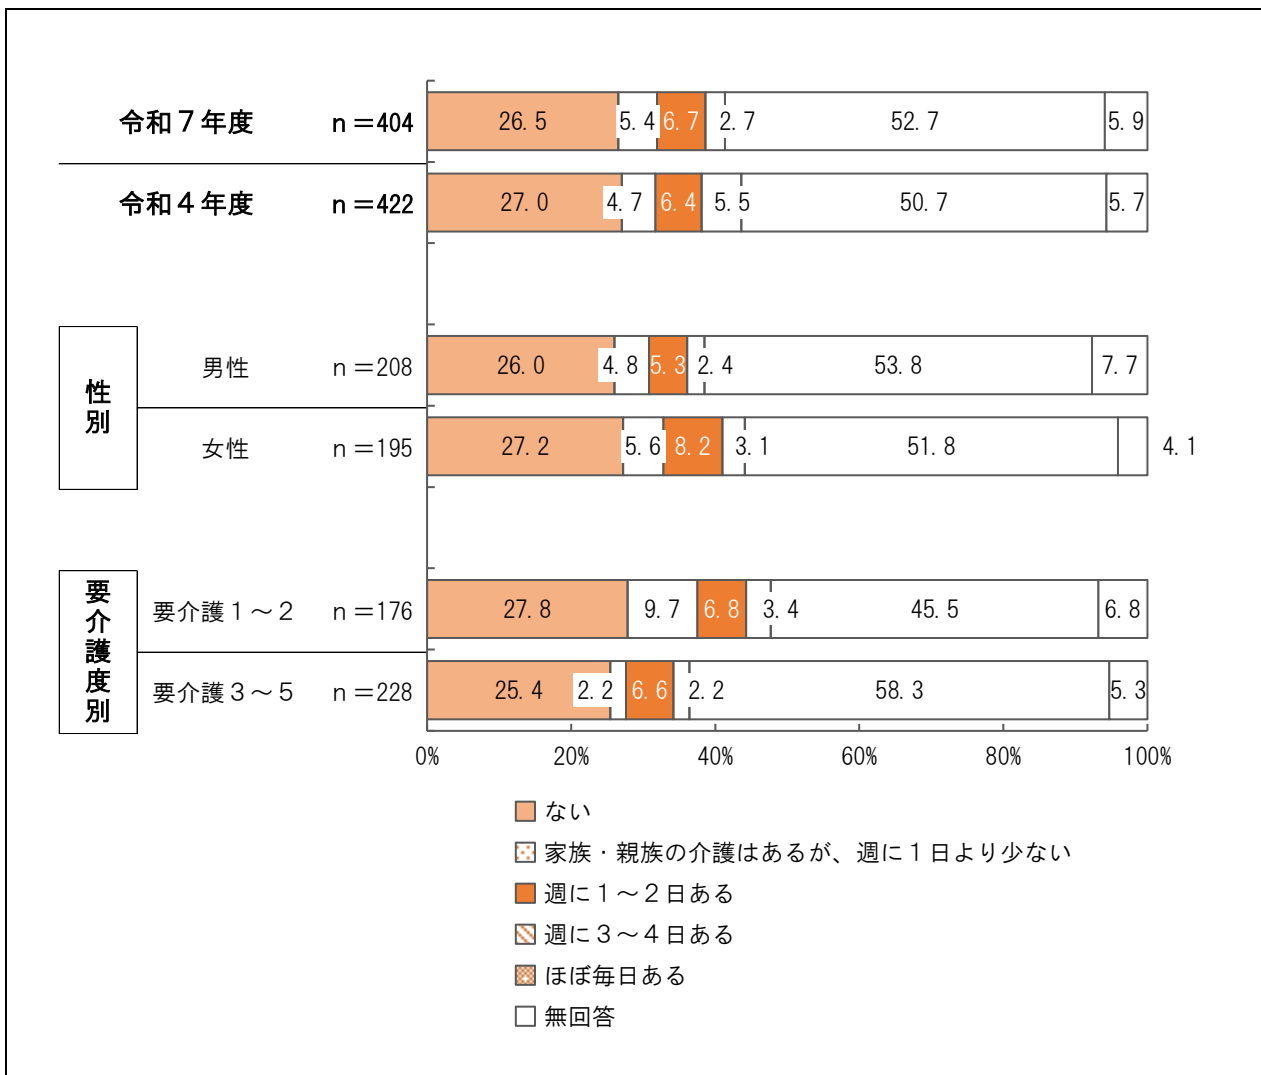 令和７年度 ｎ＝404 26.5 5.4 6.7 2.7 52.7 5.9
令和４年度 ｎ＝422 27.0 4.7 6.4 5.5 50.7 5.7
性別
男性 ｎ＝208 26.0 4.8 5.3 2.4 53.8 7.7
女性 ｎ＝195 27.2 5.6 8.2 3.1 51.8 4.1
要介護度別
要介護１～２ ｎ＝176 27.8 9.7 6.8 3.4 45.5 6.8
要介護３～５ ｎ＝228 25.4 2.2 6.6 2.2 58.3 5.3
0% 20% 40% 60% 80% 100%
ない
家族・親族の介護はあるが、週に１日より少ない
週に１～２日ある
週に３～４日ある
ほぼ毎日ある
無回答